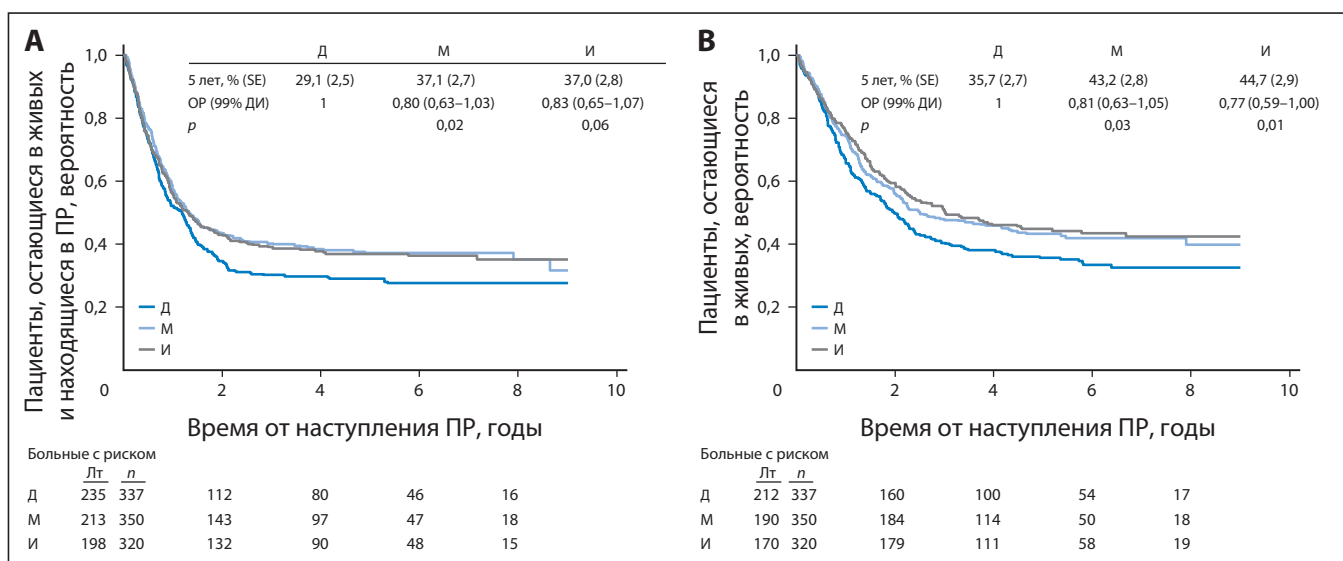 A
Пациенты, остающиеся в живых
и находящиеся в ПР, вероятность
1,0
0,8
0,6
0,4
0,2
0
2
4
6
8
10
Д М И
5 лет, % (SE) 29,1 (2,5) 37,1 (2,7) 37,0 (2,8)
ОР (99% ДИ) 1 0,80 (0,63–1,03) 0,83 (0,65–1,07)
p 0,02 0,06
Д
М
И
Время от наступления ПР, годы
Больные с риском
Лт n
Д 235 337 112 80 46 16
М 213 350 143 97 47 18
И 198 320 132 90 48 15
B
Пациенты, остающиеся
в живых, вероятность
1,0
0,8
0,6
0,4
0,2
0
2
4
6
8
10
Д М И
5 лет, % (SE) 35,7 (2,7) 43,2 (2,8) 44,7 (2,9)
ОР (99% ДИ) 1 0,81 (0,63–1,05) 0,77 (0,59–1,00)
p 0,03 0,01
Д
М
И
Время от наступления ПР, годы
Больные с риском
Лт n
Д 212 337 160 100 54 17
М 190 350 184 114 50 18
И 170 320 179 111 58 19